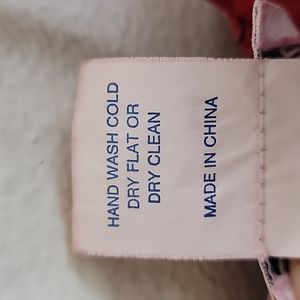 HAND WASH COLD
DRY FLAT OR
DRY CLEAN
MADE IN CHINA